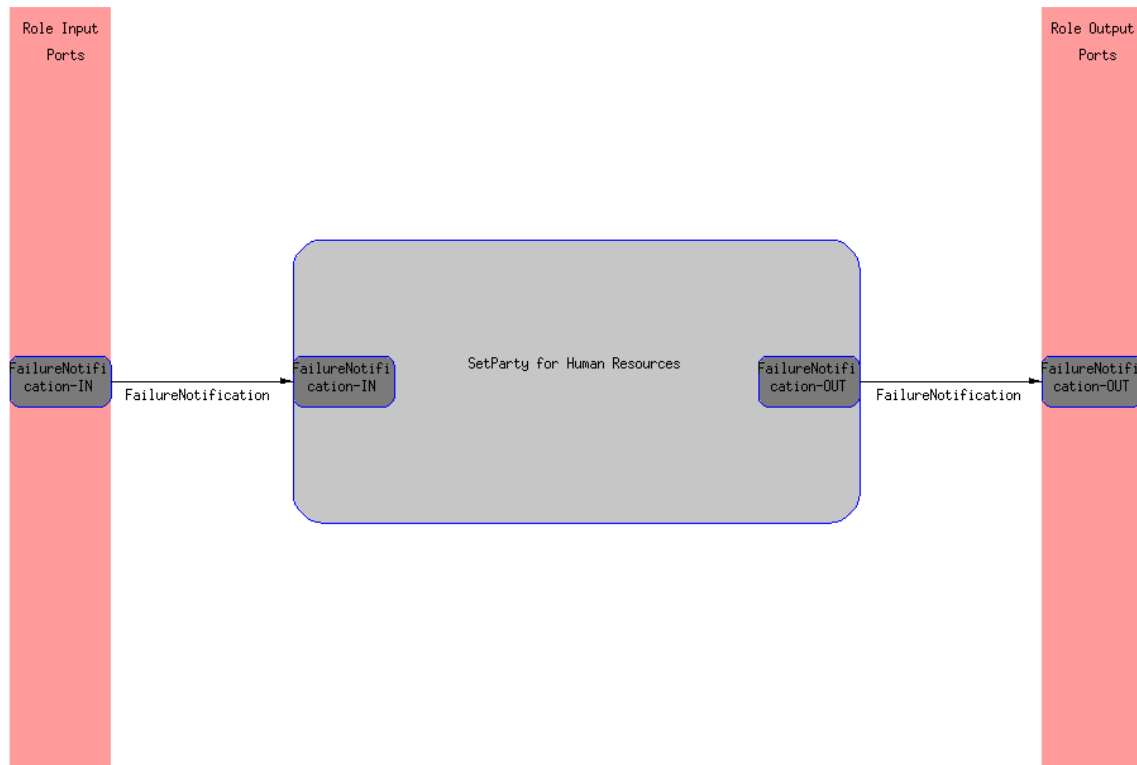 Role Input
Ports
Role Output
Ports
SetParty for Human Resources
FailureNotifi
cation-IN
FailureNotification
FailureNotifi
cation-IN
FailureNotifi
cation-OUT
FailureNotification
FailureNotifi
cation-OUT